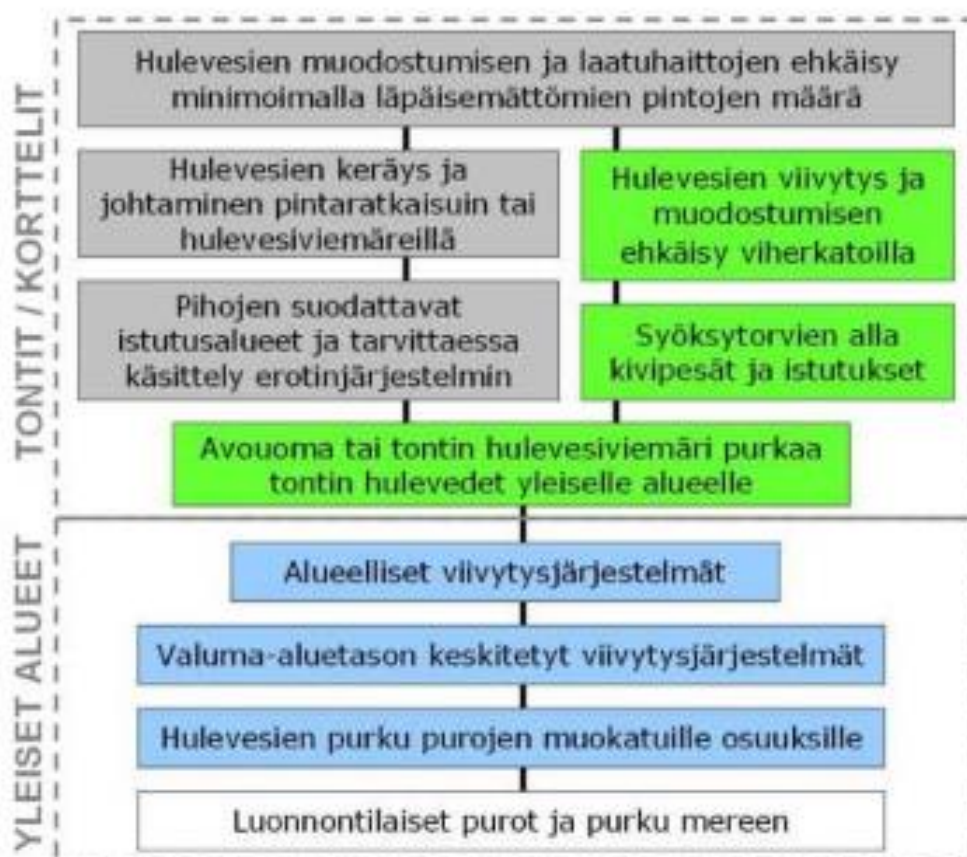 TONTIT / KORTTELIT
Hulevesien muodostumisen ja laatuhaittojen ehkäisy
minimoimalla läpäisemättömien pintojen määrä
Hulevesien keräys ja
johtaminen pintaratkaisuin tai
hulevesiviemäreillä
Hulevesien viivytys ja
muodostumisen
ehkäisy viherkatoilla
Pihojen suodattavat
istutusalueet ja tarvittaessa
käsittely erotinjärjestelmin
Syöksytorvien alla
kivipesät ja istutukset
Avouoma tai tontin hulevesiviemäri purkaa
tontin hulevedet yleiselle alueelle
YLEISET ALUEET
Alueelliset viivytysjärjestelmät
Valuma-aluetason keskitetyt viivytysjärjestelmät
Hulevesien purku purojen muokatuille osuuksille
Luonnontilaiset purot ja purku mereen